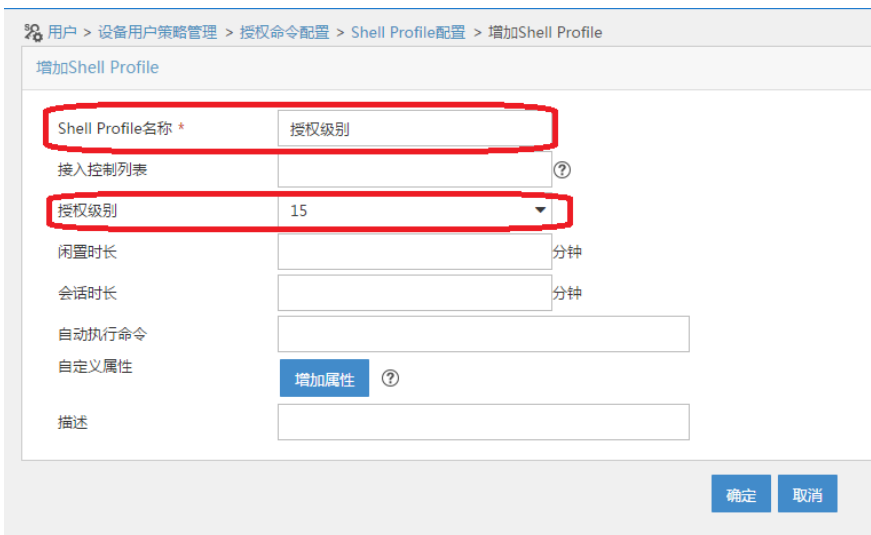 用户 > 设备用户策略管理 > 授权命令配置 > Shell Profile配置 > 增加Shell Profile
增加Shell Profile
Shell Profile名称 * 授权级别
接入控制列表 ?
授权级别 15
闲置时长 分钟
会话时长 分钟
自动执行命令
自定义属性 增加属性 ?
描述
确定 取消